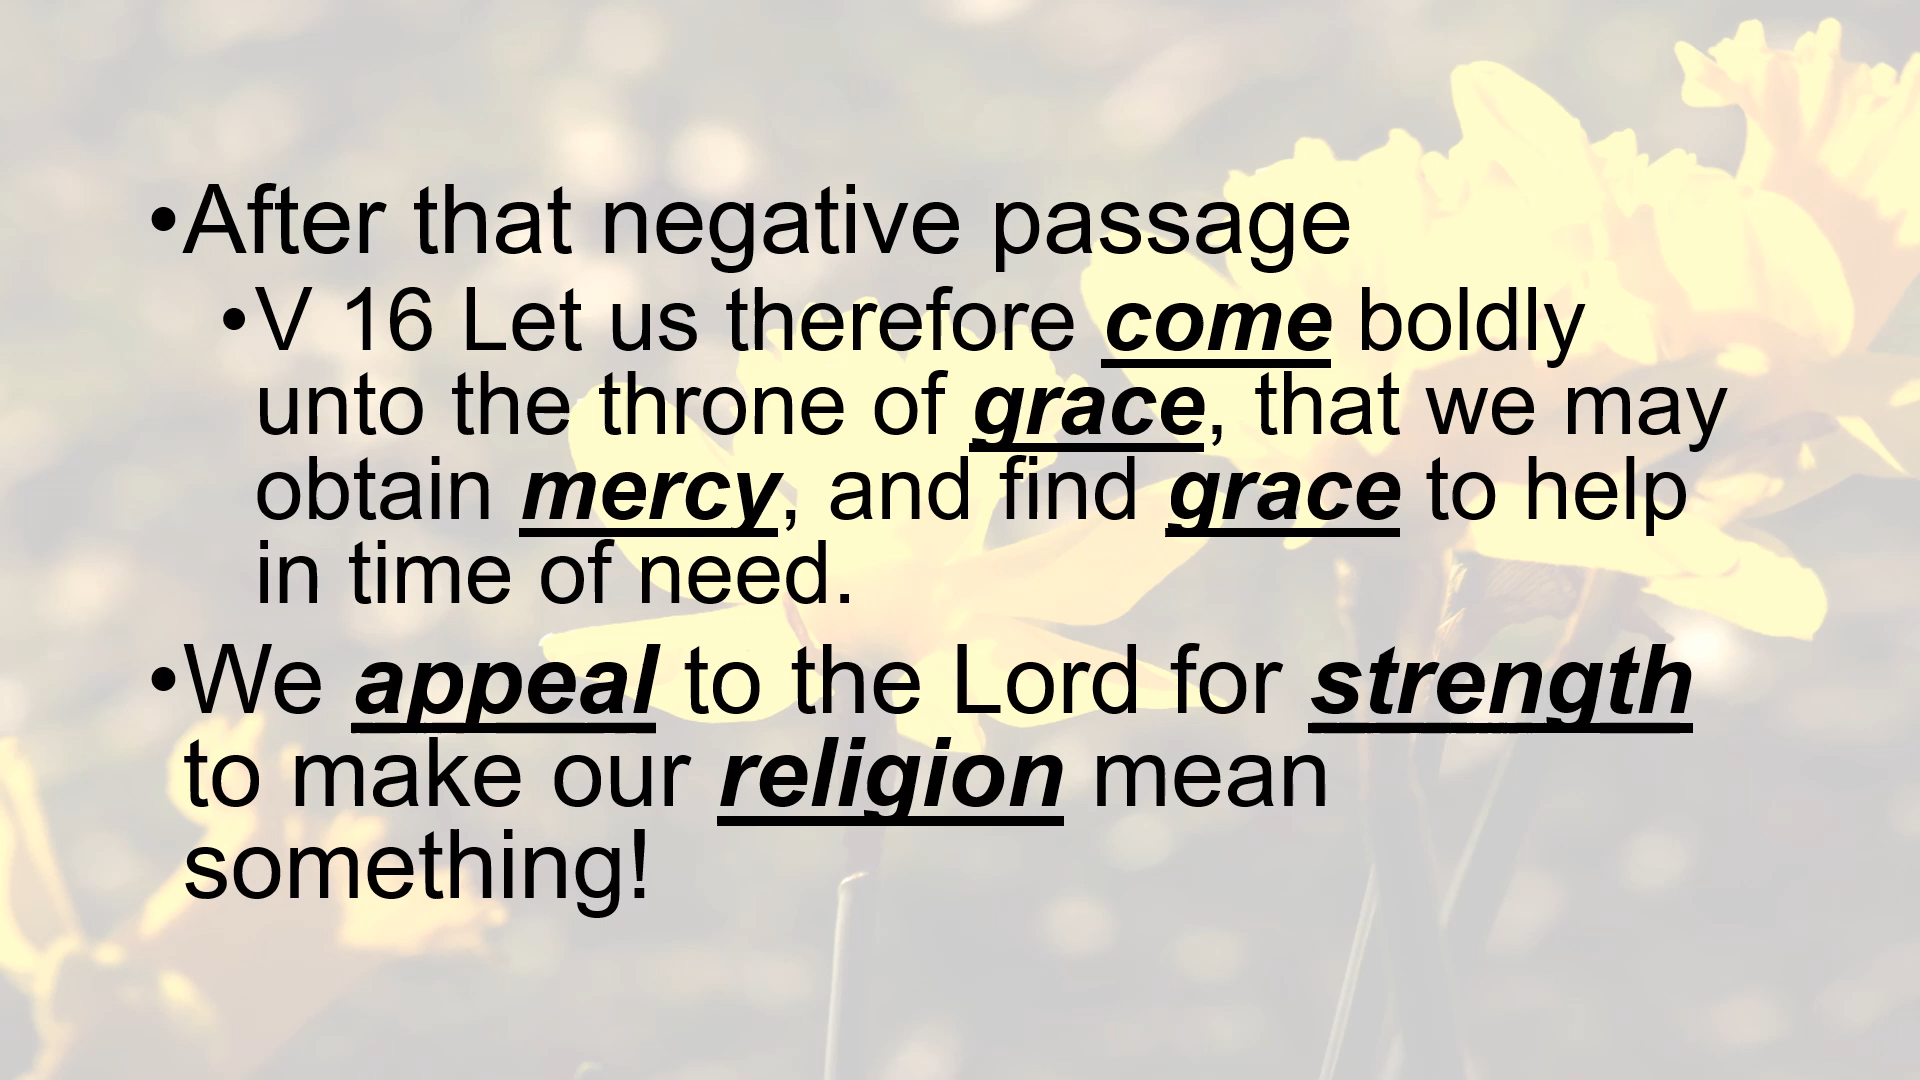 •After that negative passage
•V 16 Let us therefore come boldly
unto the throne of grace, that we may
obtain mercy, and find grace to help
in time of need.
•We appeal to the Lord for strength
to make our religion mean
something!